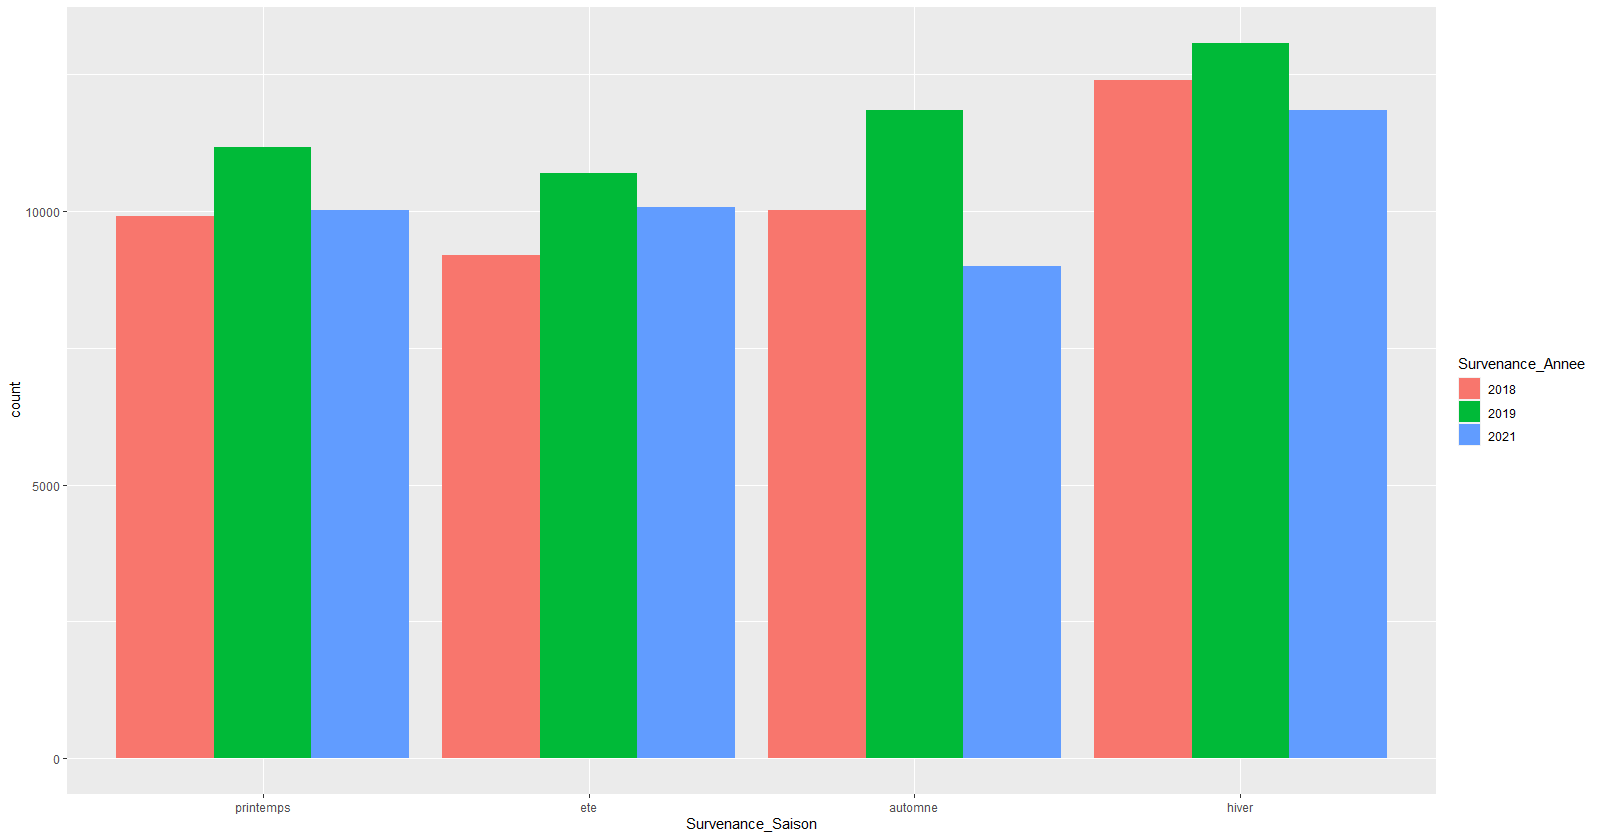 count
10000
5000
0
printemps
ete
automne
hiver
Survenance_Saison
Survenance_Annee
2018
2019
2021